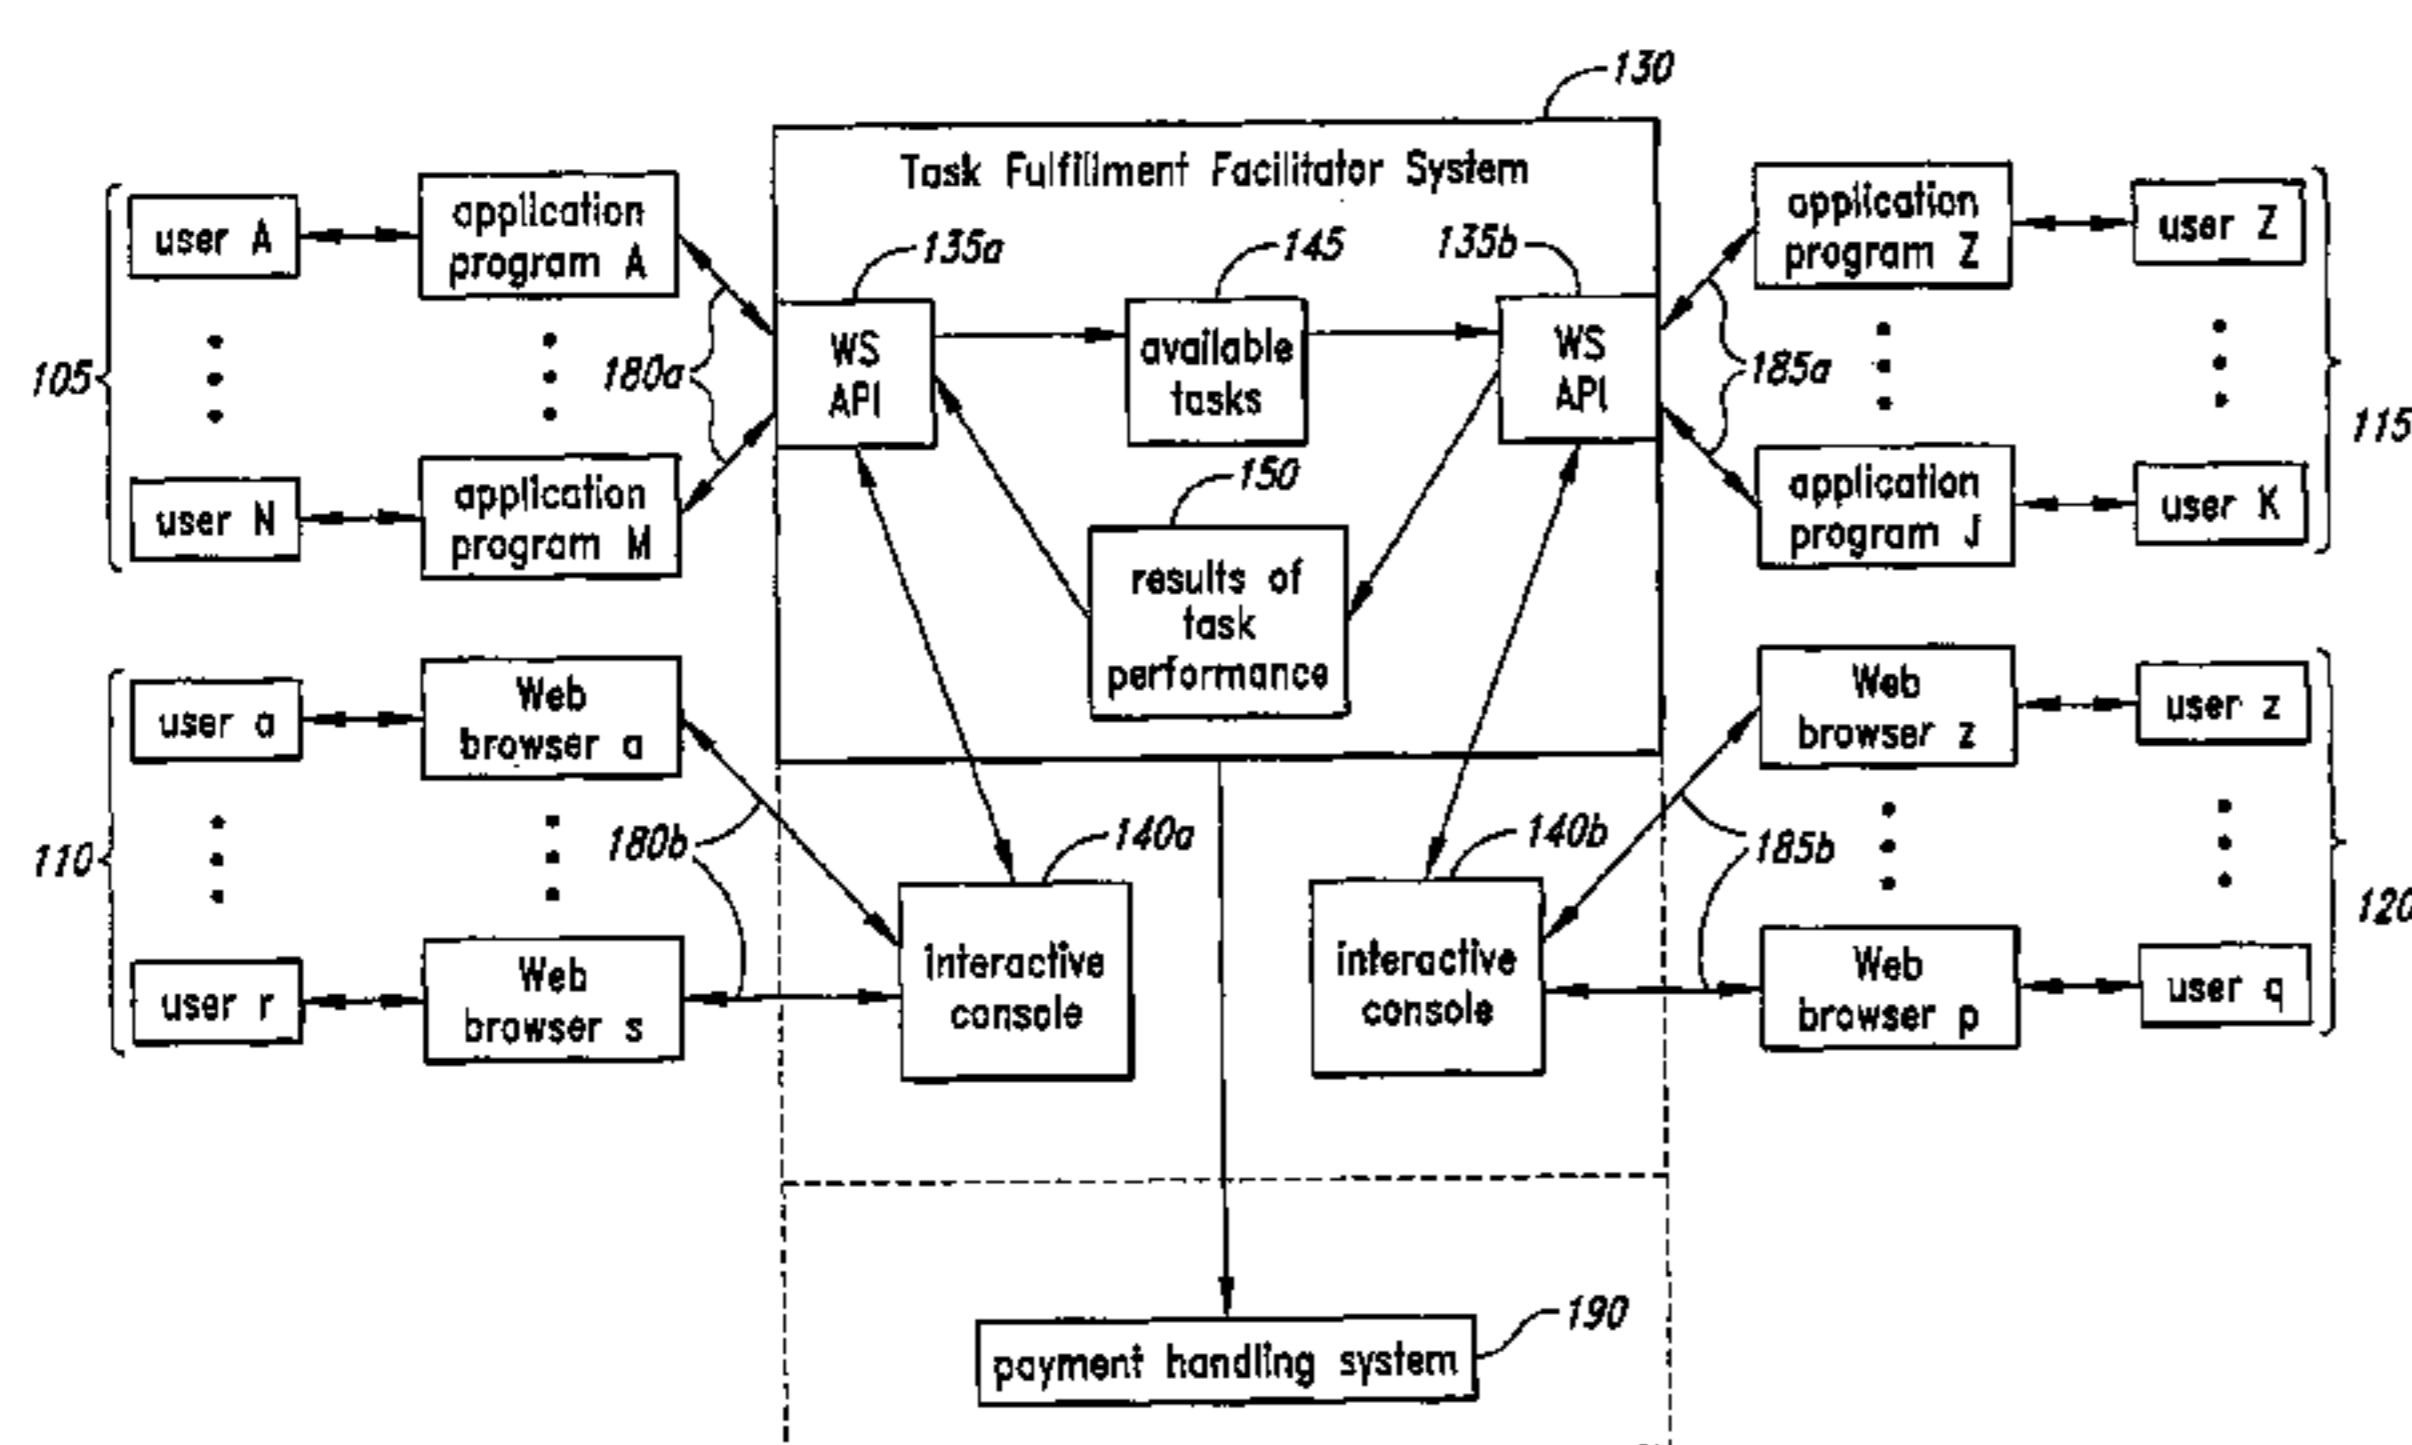 130
Task Fulfillment Facilitator System
user A
application
program A
135a
145
135b
application
program Z
user Z
105
180a
WS
API
available
tasks
WS
API
185a
115
user N
application
program M
150
results of
task
performance
application
program J
user K
user a
Web
browser a
Web
browser z
user z
110
180b
140a
140b
185b
120
user r
Web
browser s
interactive
console
interactive
console
Web
browser p
user q
190
payment handling system